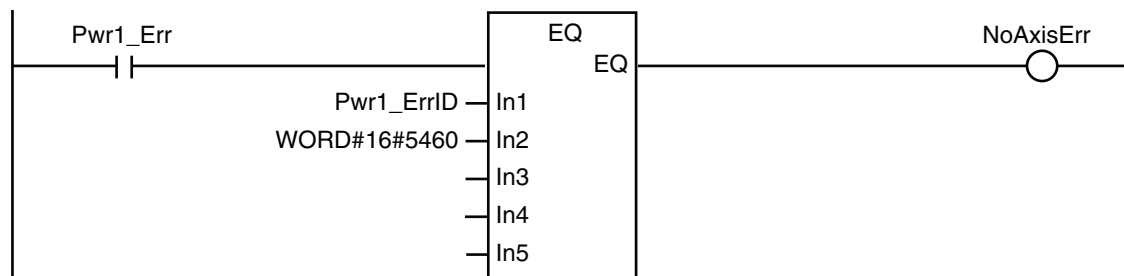 EQ
Pwr1_Err
NoAxisErr
EQ
Pwr1_ErrID
In1
WORD#16#5460
In2
In3
In4
In5